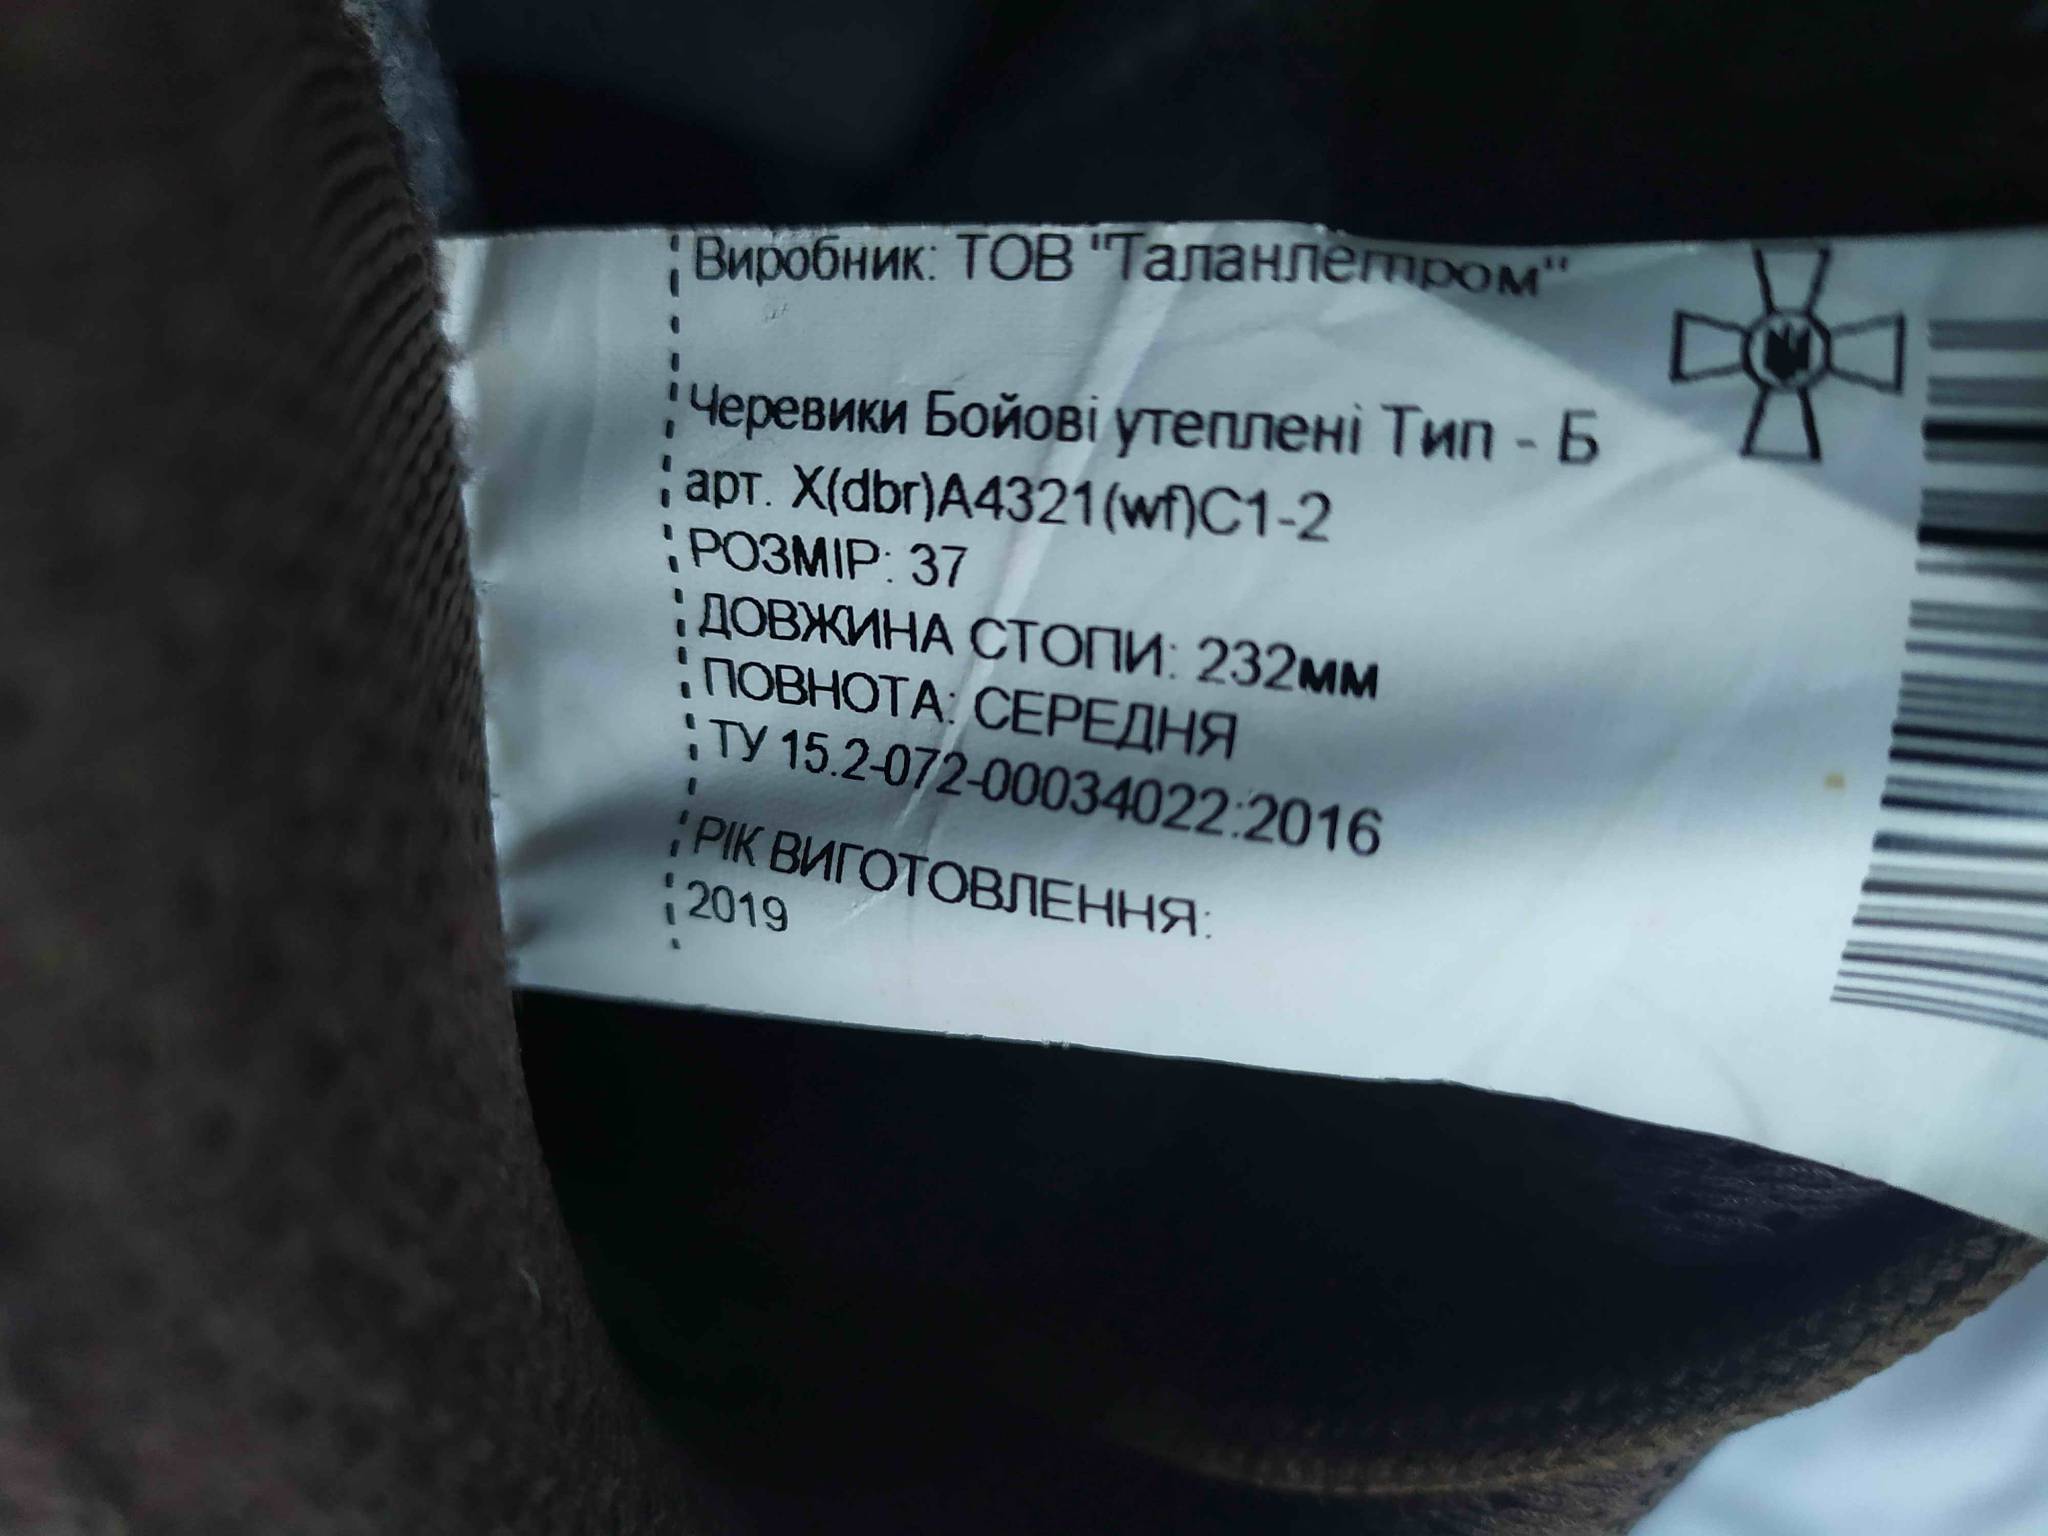 Виробник: ТОВ "Таланлегпром"
Черевики Бойові утеплені Тип - Б
арт. X(dbr)A4321(wf)C1-2
РОЗМІР: 37
ДОВЖИНА СТОПИ: 232мм
ПОВНОТА: СЕРЕДНЯ
ТУ 15.2-072-00034022:2016
РІК ВИГОТОВЛЕННЯ:
2019